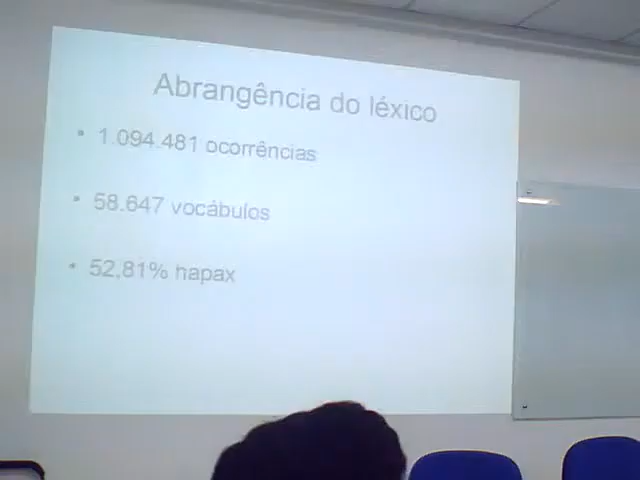 Abrangência do léxico
• 1.094.481 ocorrências
• 58.647 vocábulos
• 52,81% hapax